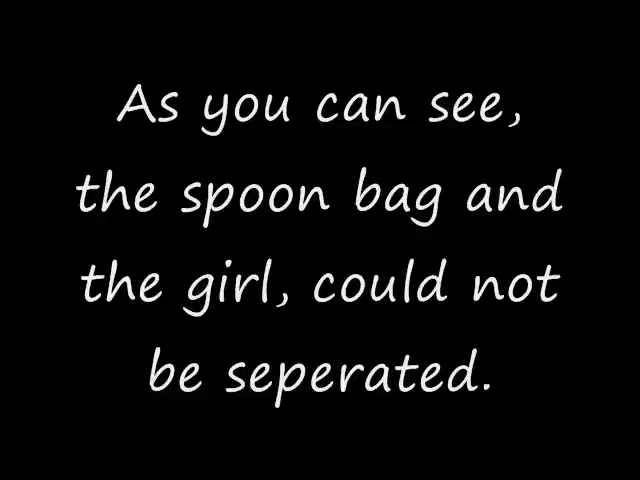 As you can see,
the spoon bag and
the girl, could not
be seperated.